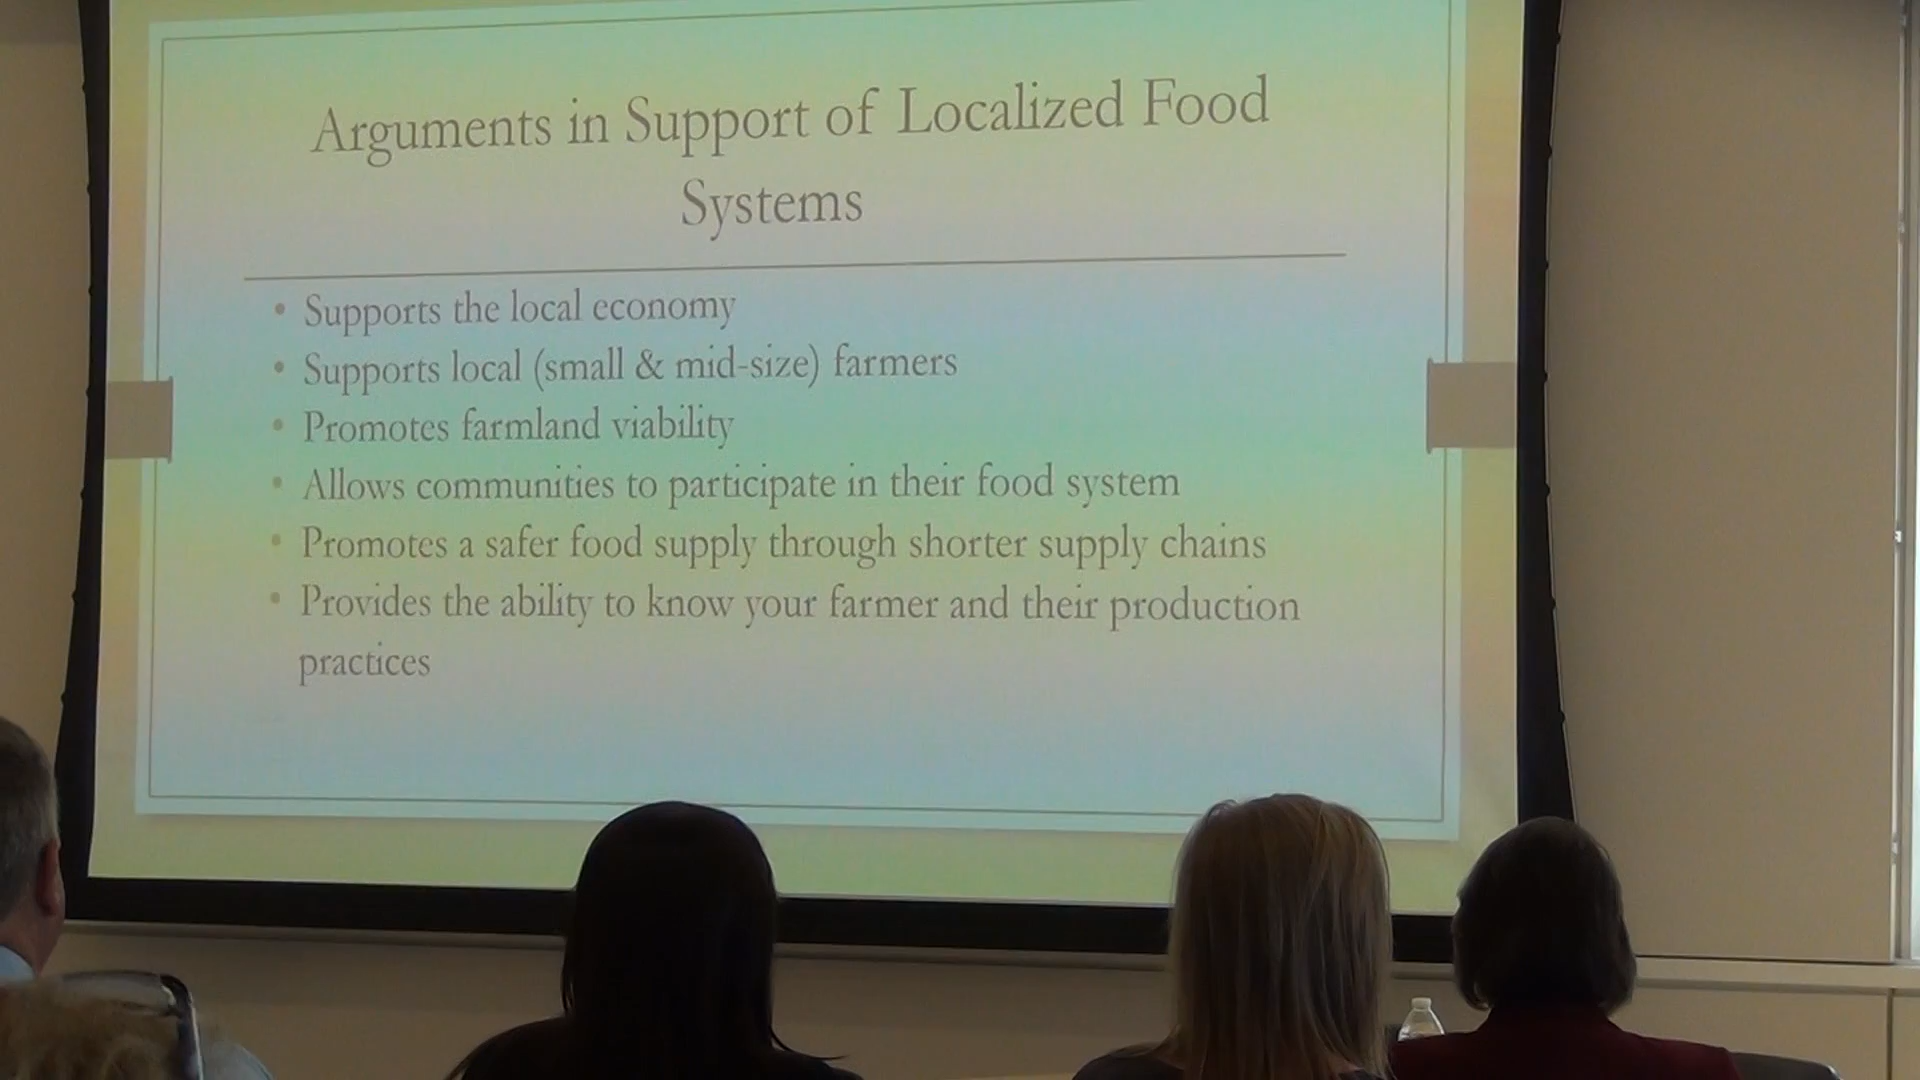 Arguments in Support of Localized Food
Systems
• Supports the local economy
• Supports local (small & mid-size) farmers
• Promotes farmland viability
• Allows communities to participate in their food system
• Promotes a safer food supply through shorter supply chains
• Provides the ability to know your farmer and their production
practices